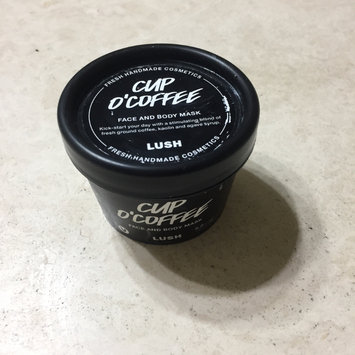 FRESH HANDMADE COSMETICS
CUP
O'COFFEE
FACE AND BODY MASK
Kick-start your day with a stimulating blend of
fresh ground coffee, kaolin and agave syrup.
LUSH
FRESH HANDMADE COSMETICS
CUP
O'COFFEE
FACE AND BODY MASK
LUSH